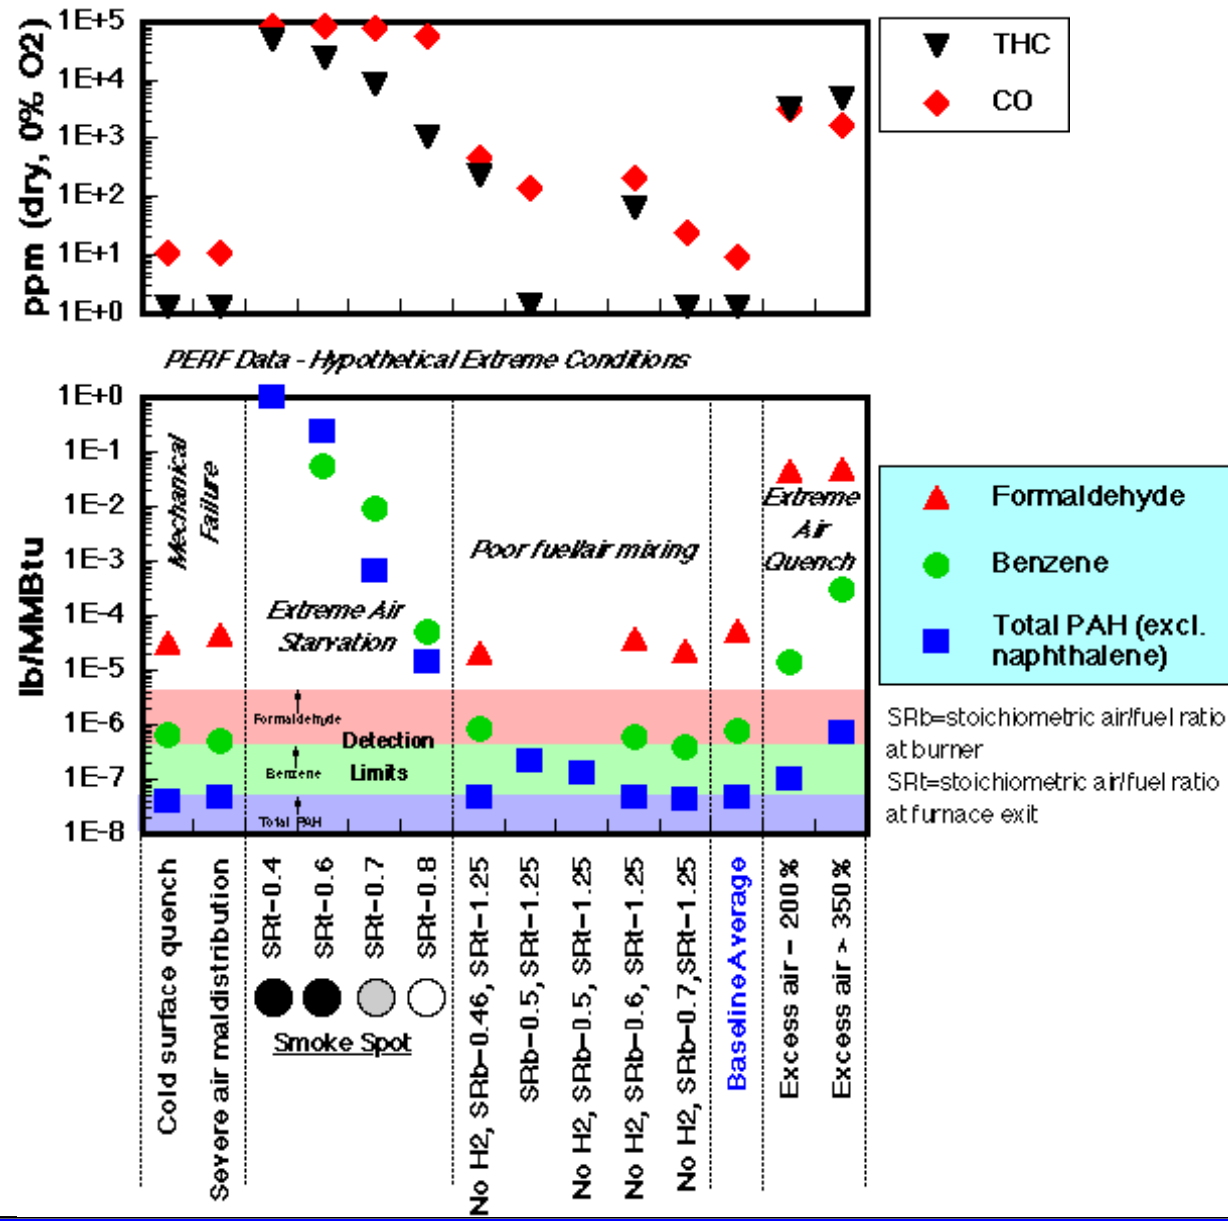 ppm (dry, 0% O2)
1E+5
1E+4
1E+3
1E+2
1E+1
1E+0
THC
CO
PERF Data - Hypothetical Extreme Conditions
lb/MMBtu
1E+0
1E-1
1E-2
1E-3
1E-4
1E-5
1E-6
1E-7
1E-8
Mechanical
Failure
Extreme Air
Starvation
Poor fuel/air mixing
Extreme
Air
Quench
Formaldehyde
Benzene
Total PAH
Detection
Limits
Formaldehyde
Benzene
Total PAH (excl.
naphthalene)
SRb=stoichiometric air/fuel ratio
at burner
SRt=stoichiometric air/fuel ratio
at furnace exit
Cold surface quench
Severe air maldistribution
SRt-0.4
SRt-0.6
SRt-0.7
SRt-0.8
Smoke Spot
No H2, SRb-0.46, SRt-1.25
SRb-0.5, SRt-1.25
No H2, SRb-0.5, SRt-1.25
No H2, SRb-0.6, SRt-1.25
No H2, SRb-0.7,SRt-1.25
Baseline Average
Excess air - 200%
Excess air > 350%